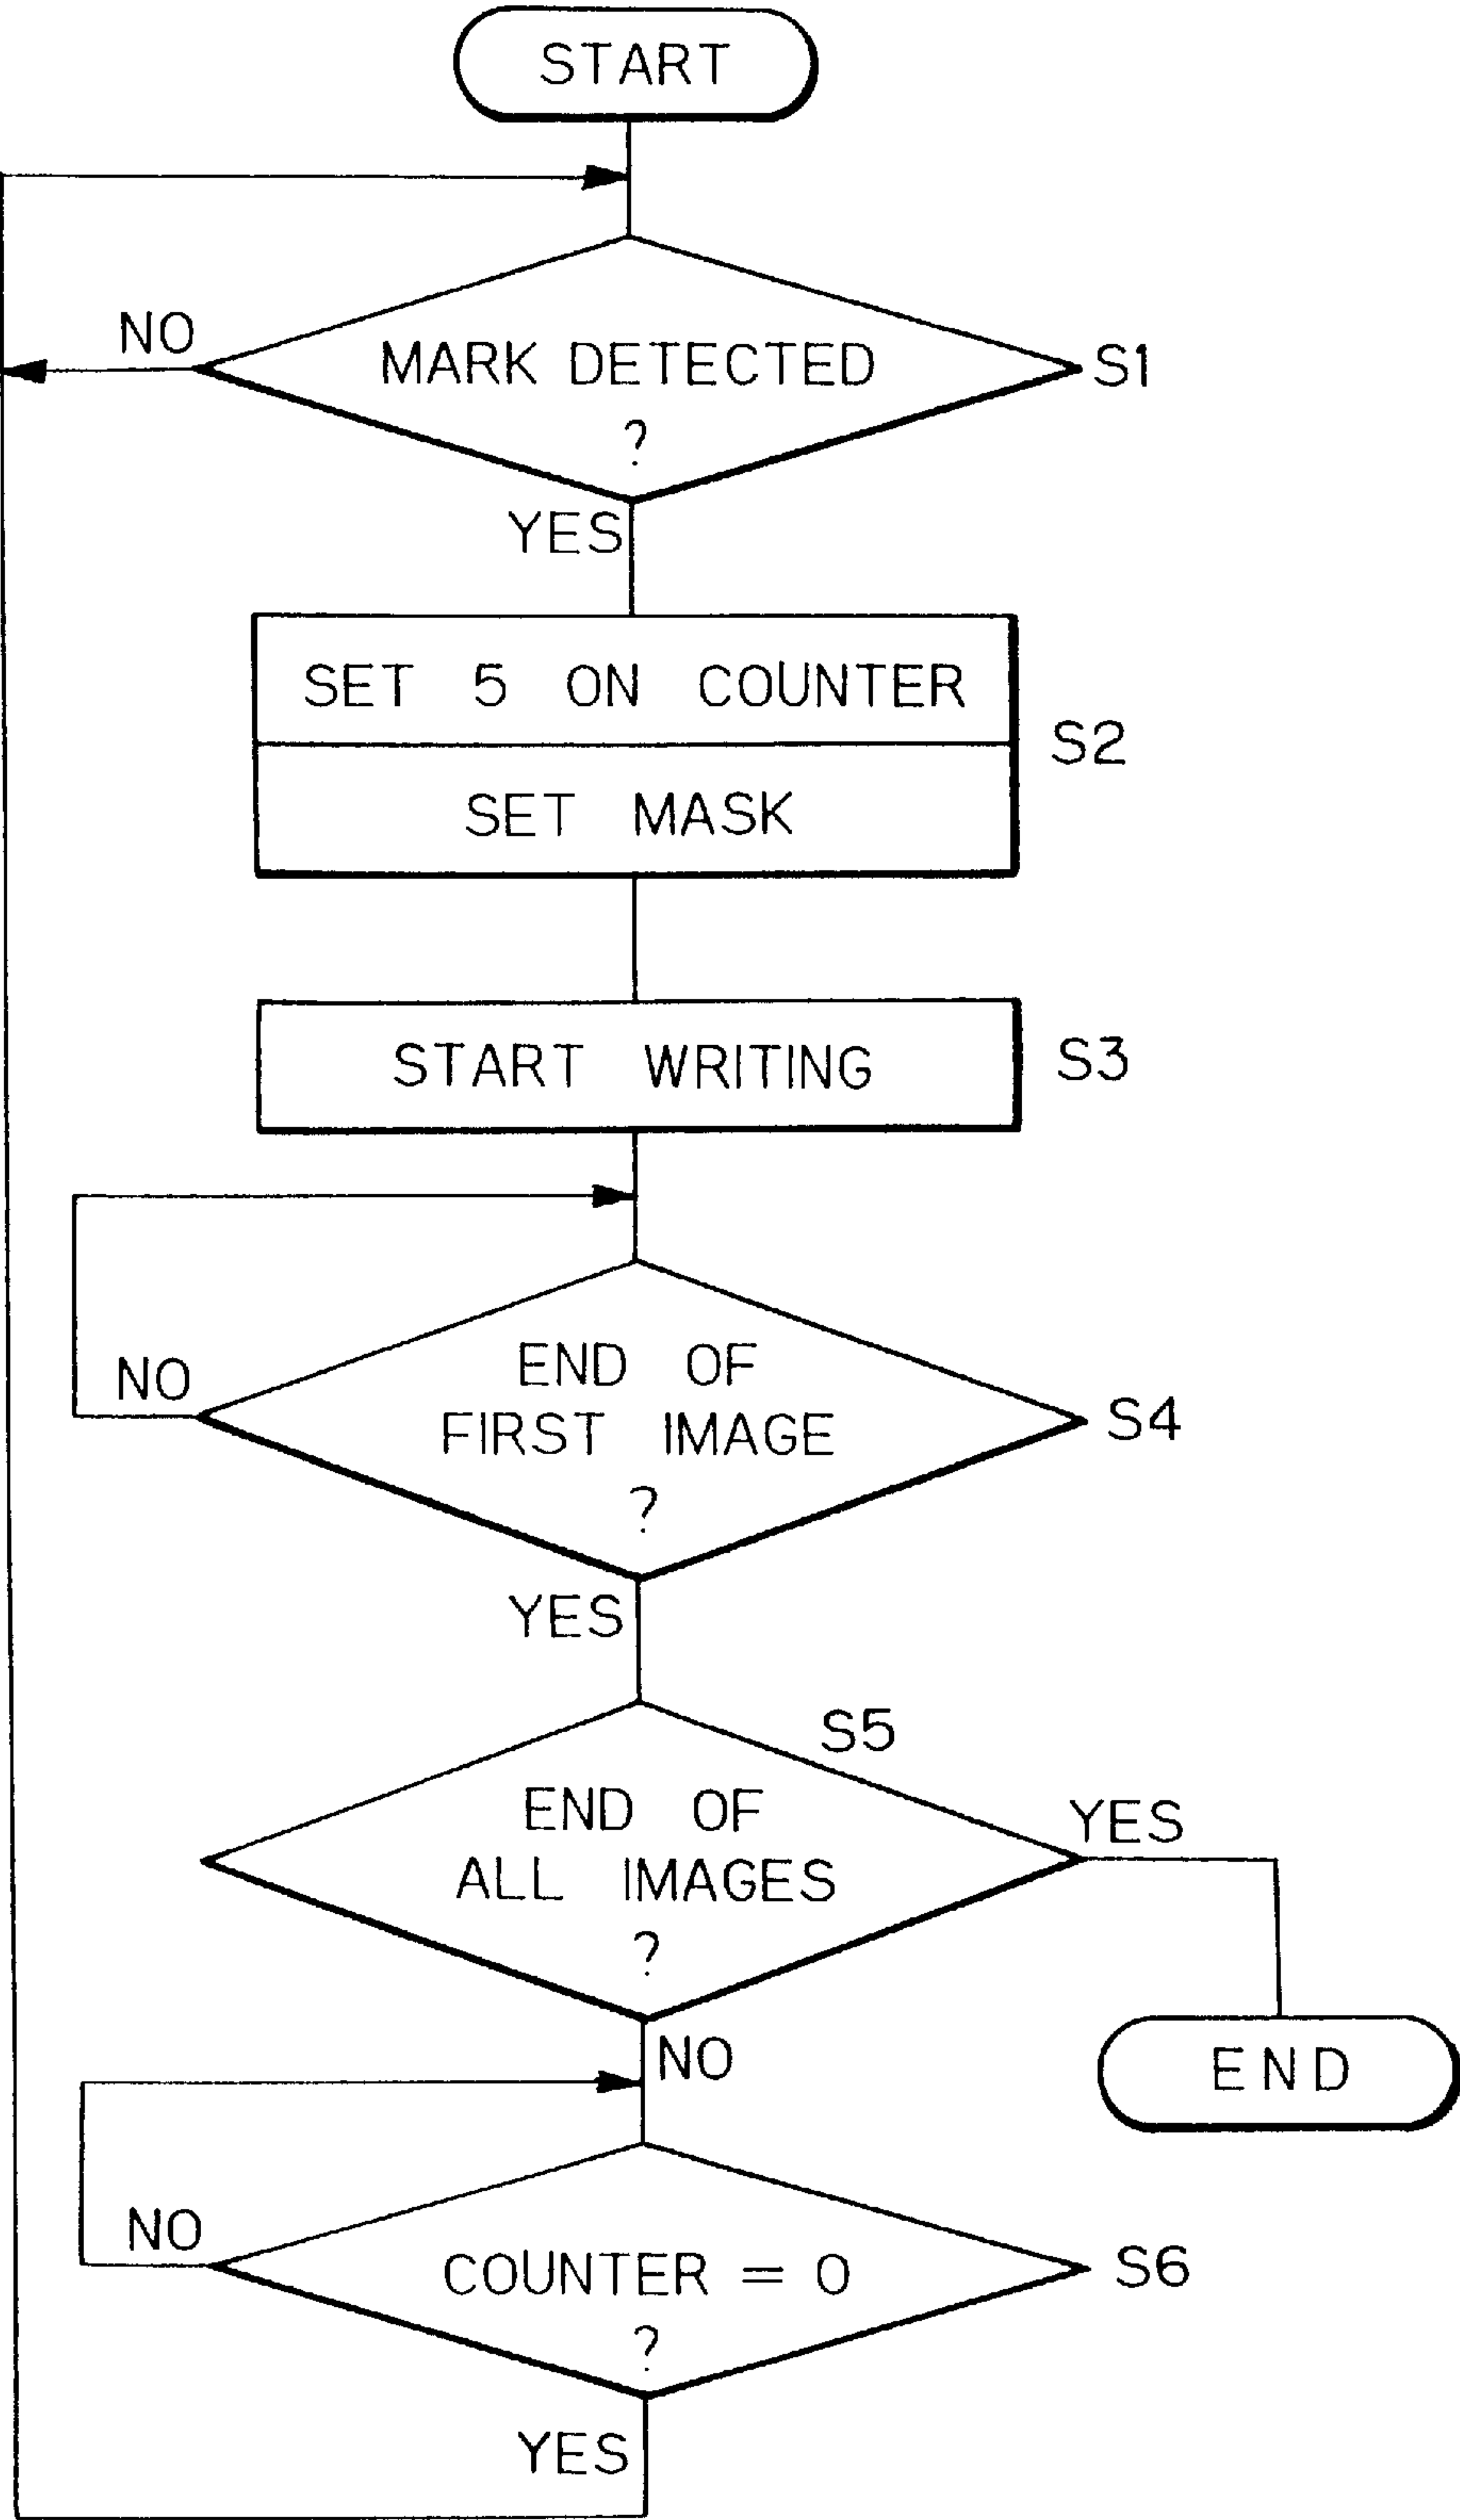 START
NO
MARK DETECTED
?
S1
YES
SET 5 ON COUNTER
SET MASK
S2
START WRITING
S3
END OF
FIRST IMAGE
?
NO
S4
YES
S5
END OF
ALL IMAGES
?
YES
NO
END
NO
COUNTER = 0
?
S6
YES